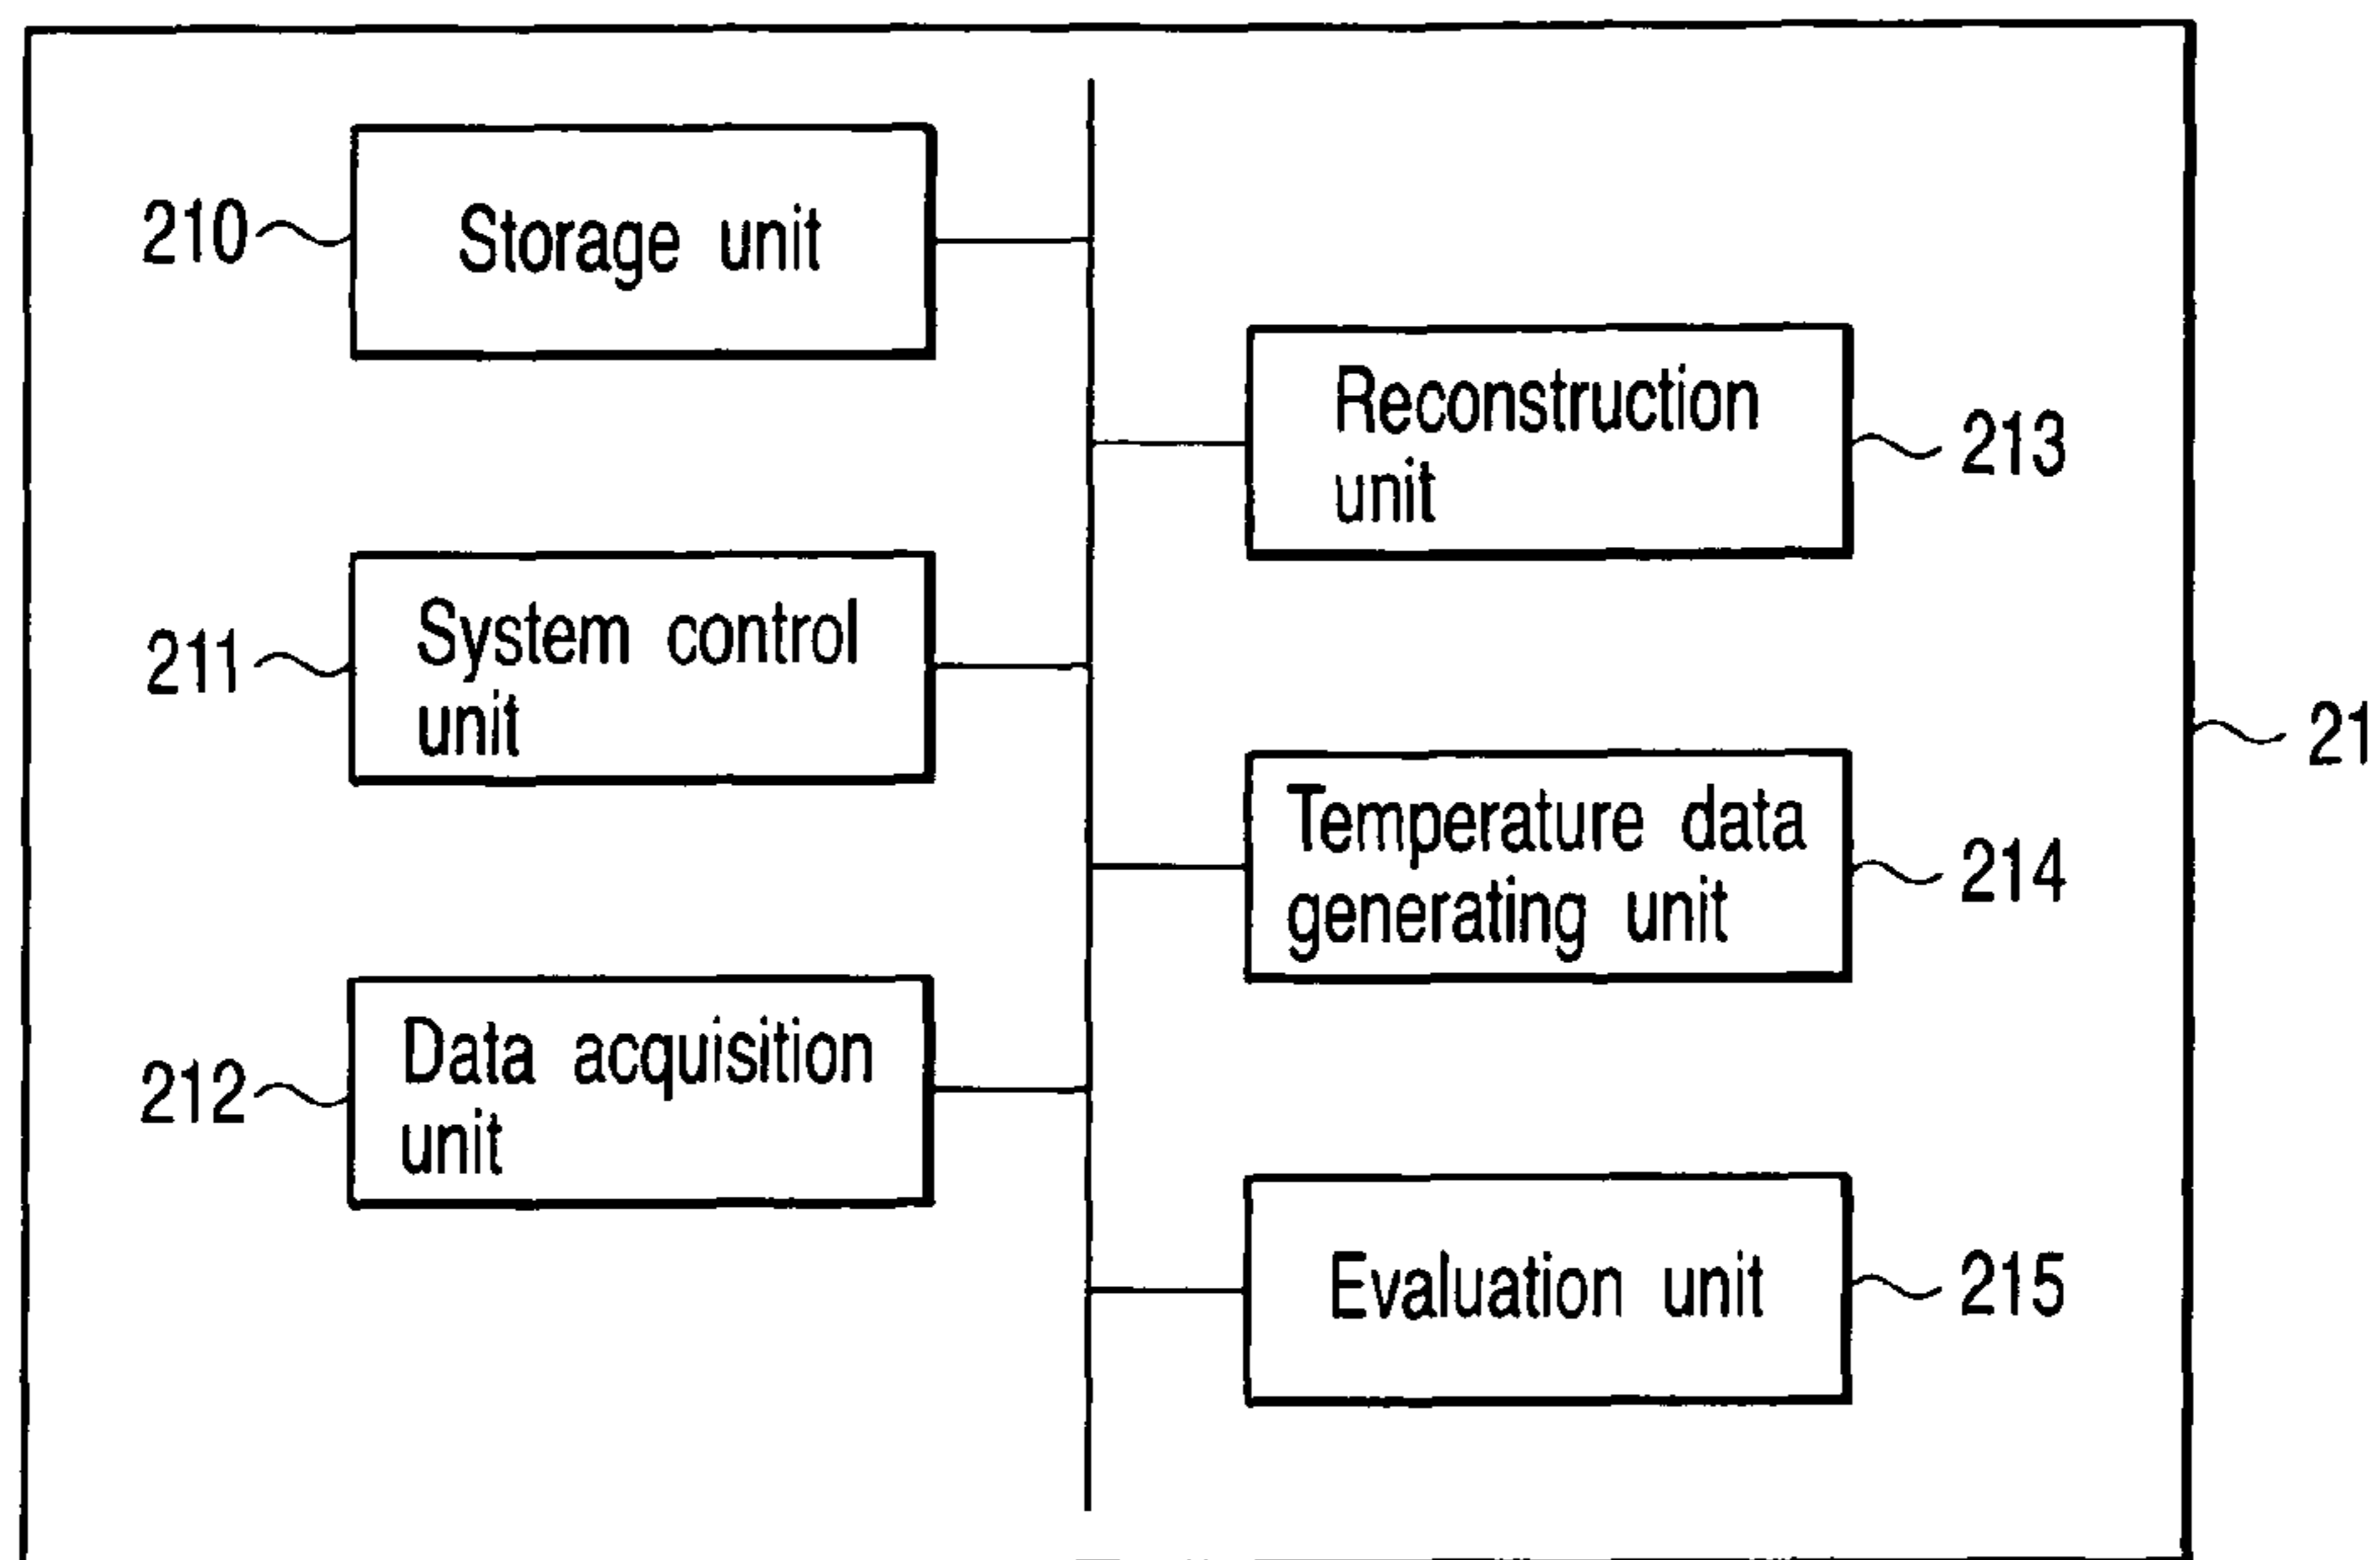 210
Storage unit
Reconstruction
unit
213
211
System control
unit
21
Temperature data
generating unit
214
212
Data acquisition
unit
Evaluation unit
215